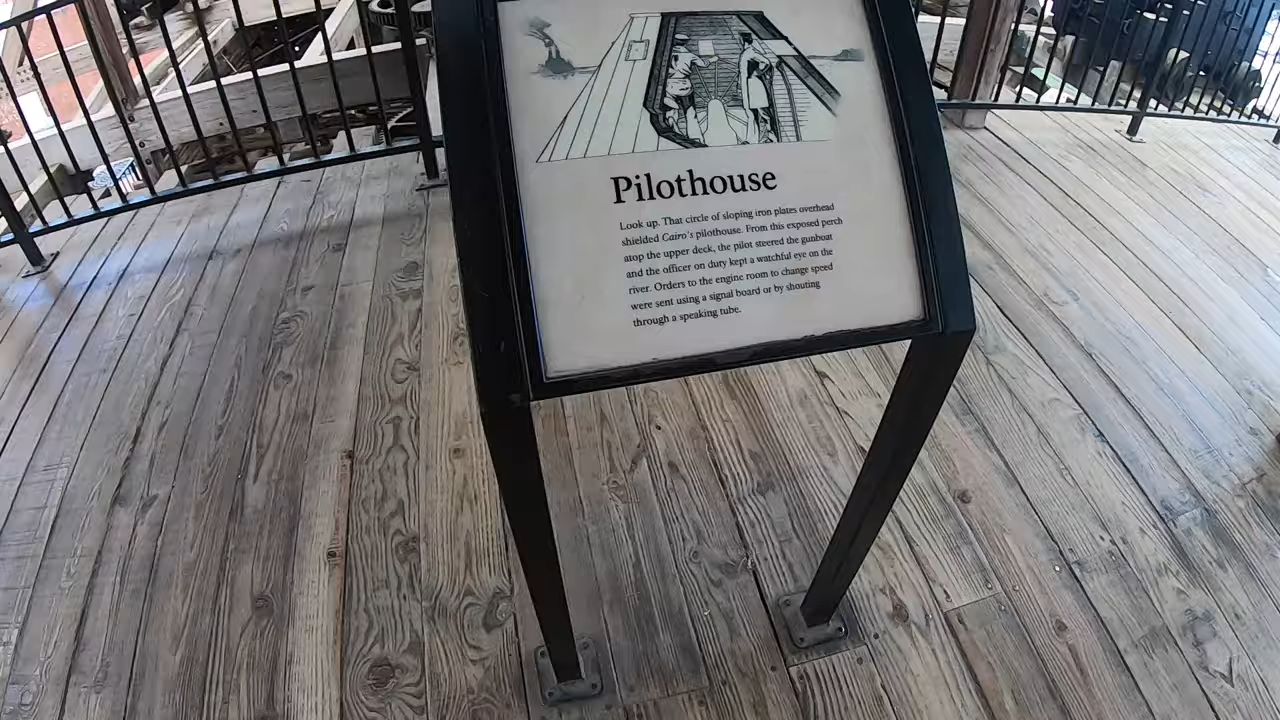 Pilothouse
Look up. That circle of sloping iron plates overhead
shielded Cairo's pilothouse. From this exposed perch
atop the upper deck, the pilot steered the gunboat
and the officer on duty kept a watchful eye on the
river. Orders to the engine room to change speed
were sent using a signal board or by shouting
through a speaking tube.